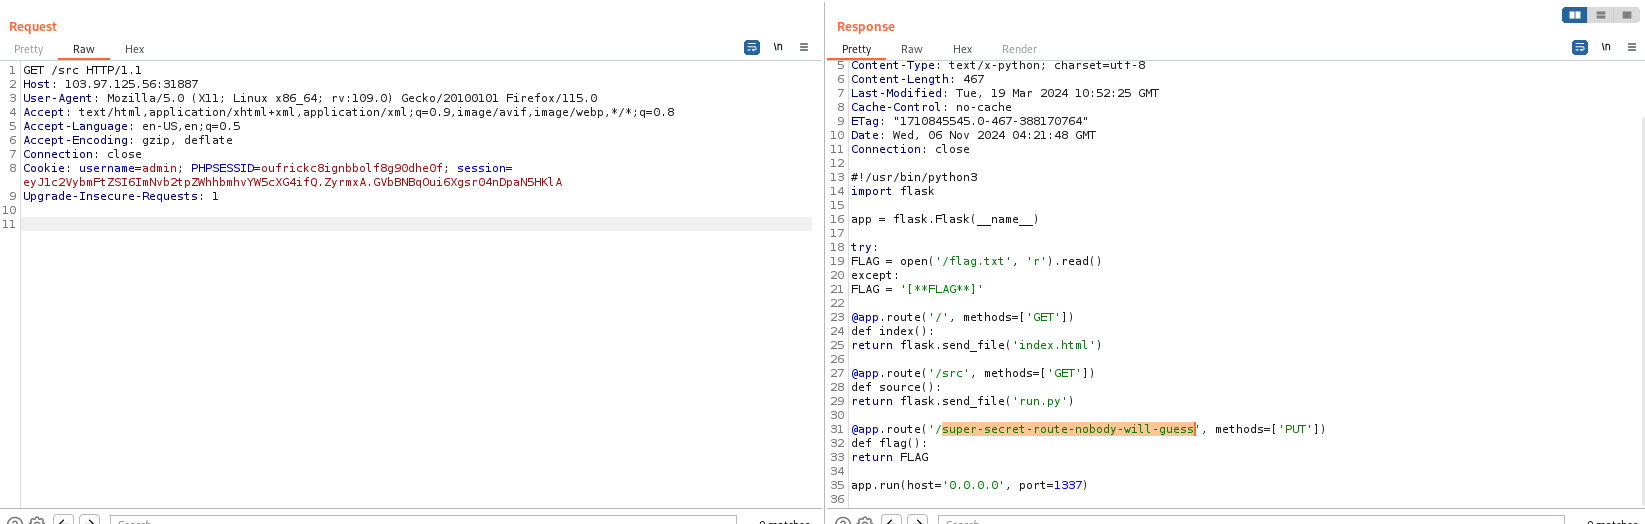 Request
Pretty Raw Hex
\n
1 GET /src HTTP/1.1
2 Host: 103.97.125.56:31887
3 User-Agent: Mozilla/5.0 (X11; Linux x86_64; rv:109.0) Gecko/20100101 Firefox/115.0
4 Accept: text/html,application/xhtml+xml,application/xml;q=0.9,image/avif,image/webp,*/*;q=0.8
5 Accept-Language: en-US,en;q=0.5
6 Accept-Encoding: gzip, deflate
7 Connection: close
8 Cookie: username=admin; PHPSESSID=oufrickc8ignbbolf8g90dhe0f; session=
eyJ1c2VybmFtZSI6ImNvb2tpZWhhbmhvYW5cXG4ifQ.ZyrmxA.GVbBNBqOui6Xgsr04nDpaN5HKlA
9 Upgrade-Insecure-Requests: 1
10
11
Search
0 matches
Response
Pretty Raw Hex Render
\n
5 Content-Type: text/x-python; charset=utf-8
6 Content-Length: 467
7 Last-Modified: Tue, 19 Mar 2024 10:52:25 GMT
8 Cache-Control: no-cache
9 ETag: "1710845545.0-467-388170764"
10 Date: Wed, 06 Nov 2024 04:21:48 GMT
11 Connection: close
12
13 #!/usr/bin/python3
14 import flask
15
16 app = flask.Flask(__name__)
17
18 try:
19 FLAG = open('/flag.txt', 'r').read()
20 except:
21 FLAG = '[**FLAG**]'
22
23 @app.route('/', methods=['GET'])
24 def index():
25 return flask.send_file('index.html')
26
27 @app.route('/src', methods=['GET'])
28 def source():
29 return flask.send_file('run.py')
30
31 @app.route('/super-secret-route-nobody-will-guess', methods=['PUT'])
32 def flag():
33 return FLAG
34
35 app.run(host='0.0.0.0', port=1337)
36
Search
0 matches